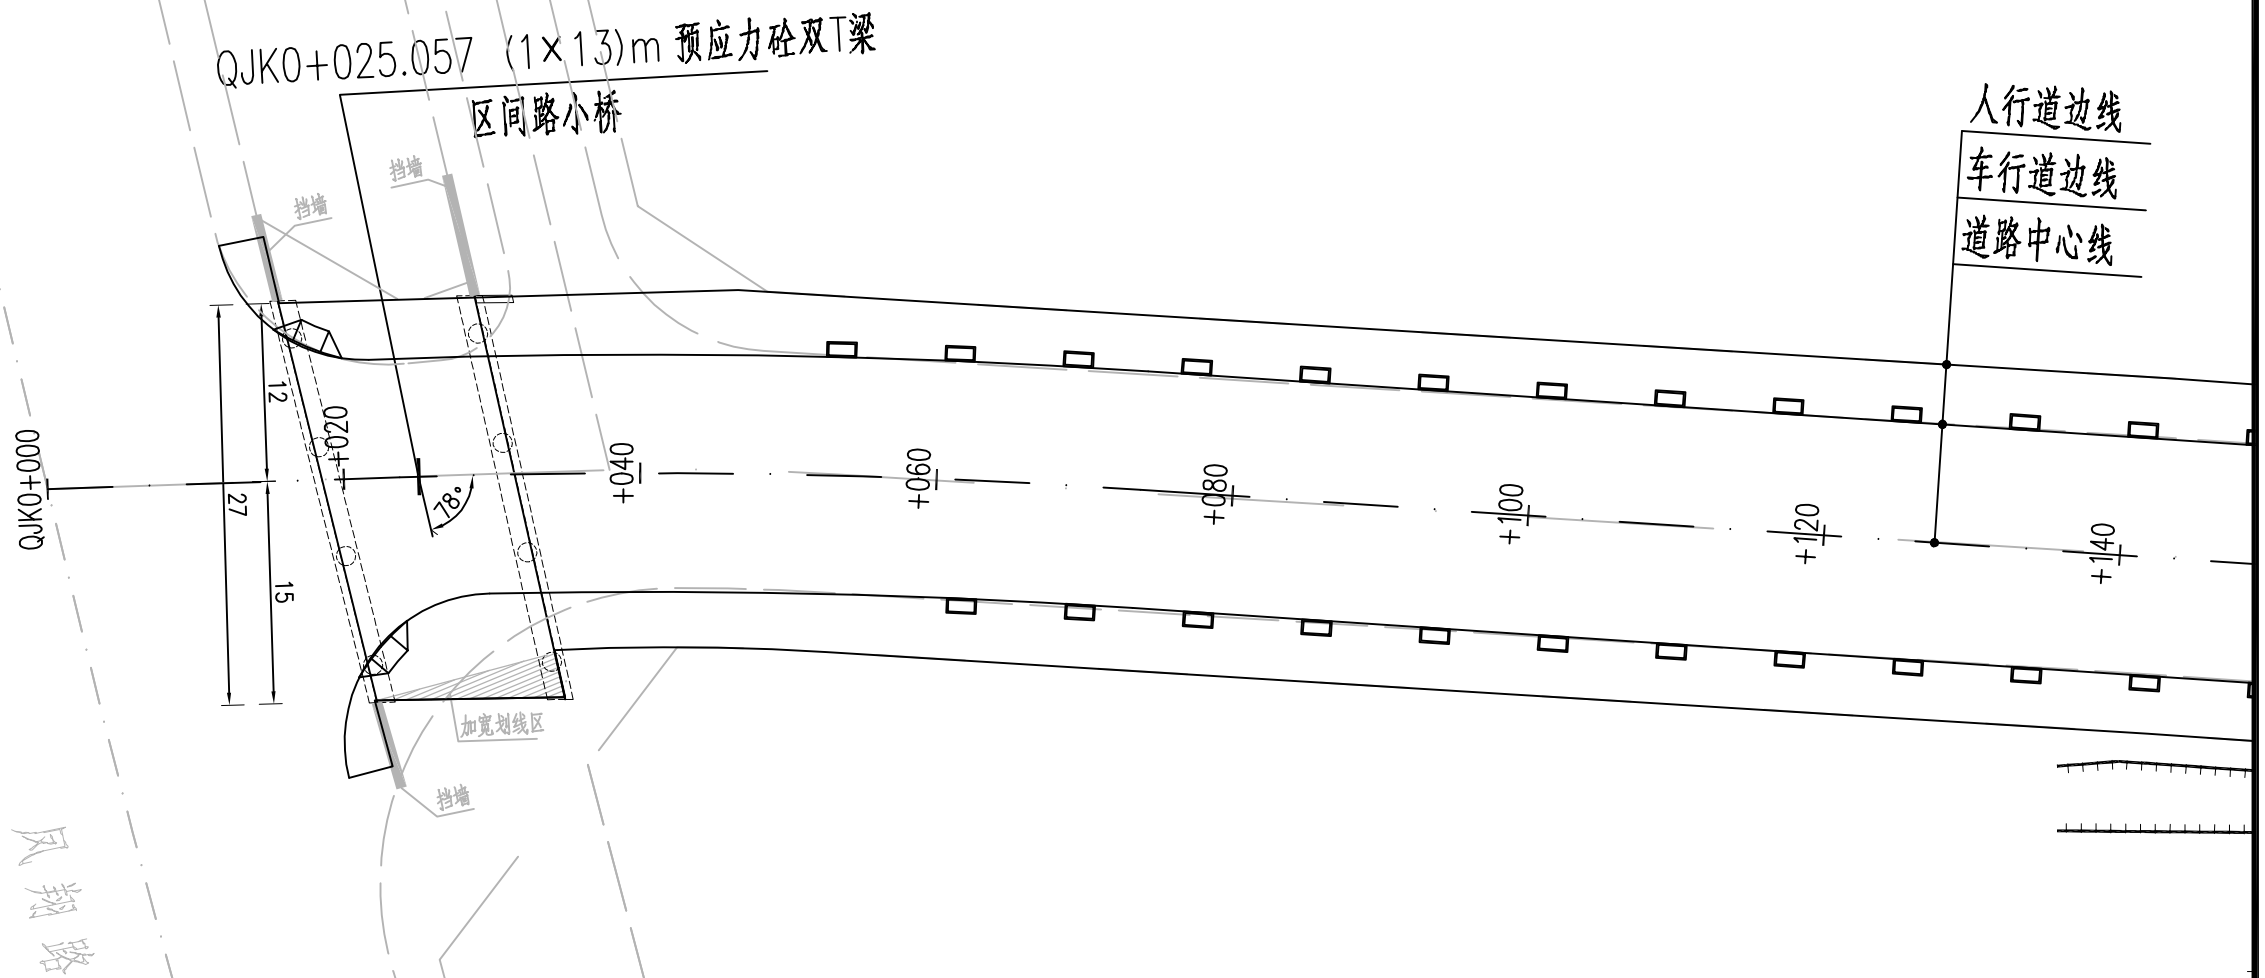 QJK0+025.057 (1×13)m 预应力砼双T梁
区间路小桥
人行道边线
车行道边线
道路中心线
挡墙
挡墙
12
27
15
78°
QJK0+000
+020
+040
+060
+080
+100
+120
+140
加宽划线区
挡墙
凤翔路